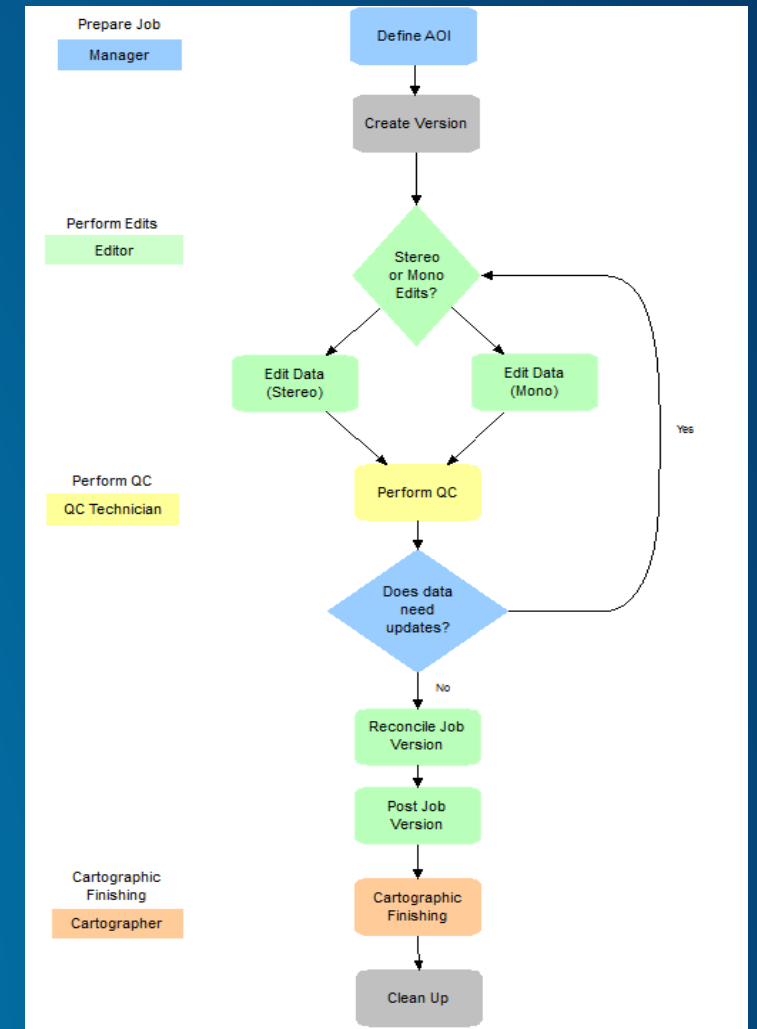 Prepare Job
Manager
Define AOI
Create Version
Perform Edits
Editor
Stereo
or Mono
Edits?
Edit Data
(Stereo)
Edit Data
(Mono)
Yes
Perform QC
QC Technician
Perform QC
Does data
need
updates?
No
Reconcile Job
Version
Post Job
Version
Cartographic
Finishing
Cartographer
Cartographic
Finishing
Clean Up